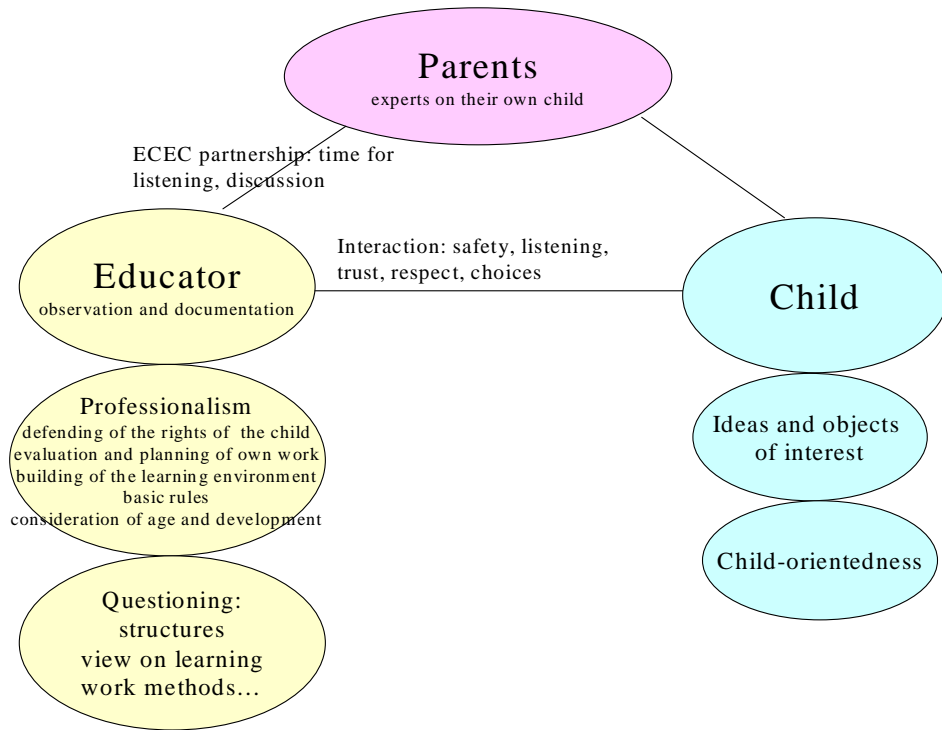 Parents
experts on their own child
ECEC partnership: time for
listening, discussion
Interaction: safety, listening,
trust, respect, choices
Educator
observation and documentation
Child
Professionalism
defending of the rights of the child
evaluation and planning of own work
building of the learning environment
basic rules
consideration of age and development
Ideas and objects
of interest
Child-orientedness
Questioning:
structures
view on learning
work methods…